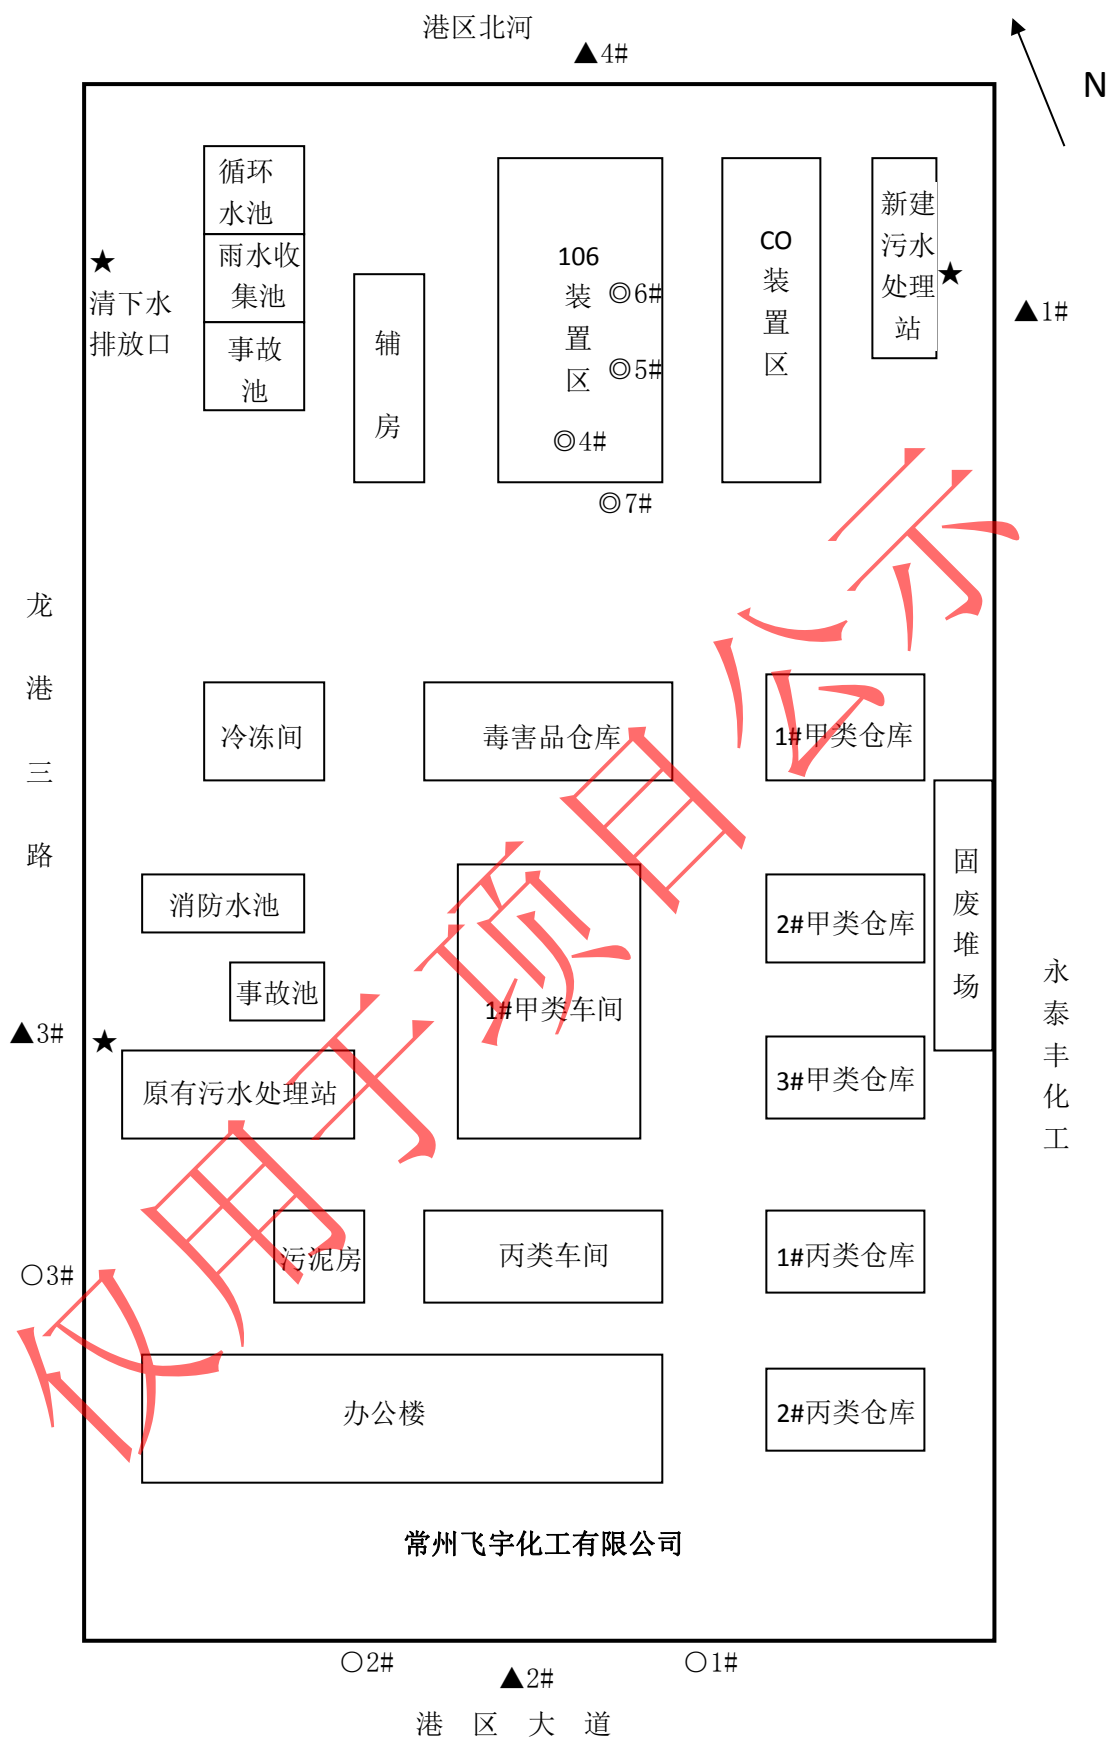 港区北河
▲4#
N
循环
水池
雨水收
集池
事故
池
★
清下水
排放口
辅
房
106
装
置
区
◎6#
◎5#
◎4#
◎7#
CO
装
置
区
新建
污水
处理
站
★
▲1#
龙
港
三
路
冷冻间
毒害品仓库
1#甲类仓库
固
废
堆
场
消防水池
2#甲类仓库
事故池
1#甲类车间
永
泰
丰
化
工
▲3#
★
原有污水处理站
3#甲类仓库
污泥房
丙类车间
1#丙类仓库
○3#
办公楼
2#丙类仓库
常州飞宇化工有限公司
○2#
▲2#
○1#
港区大道
仅用于项目公示